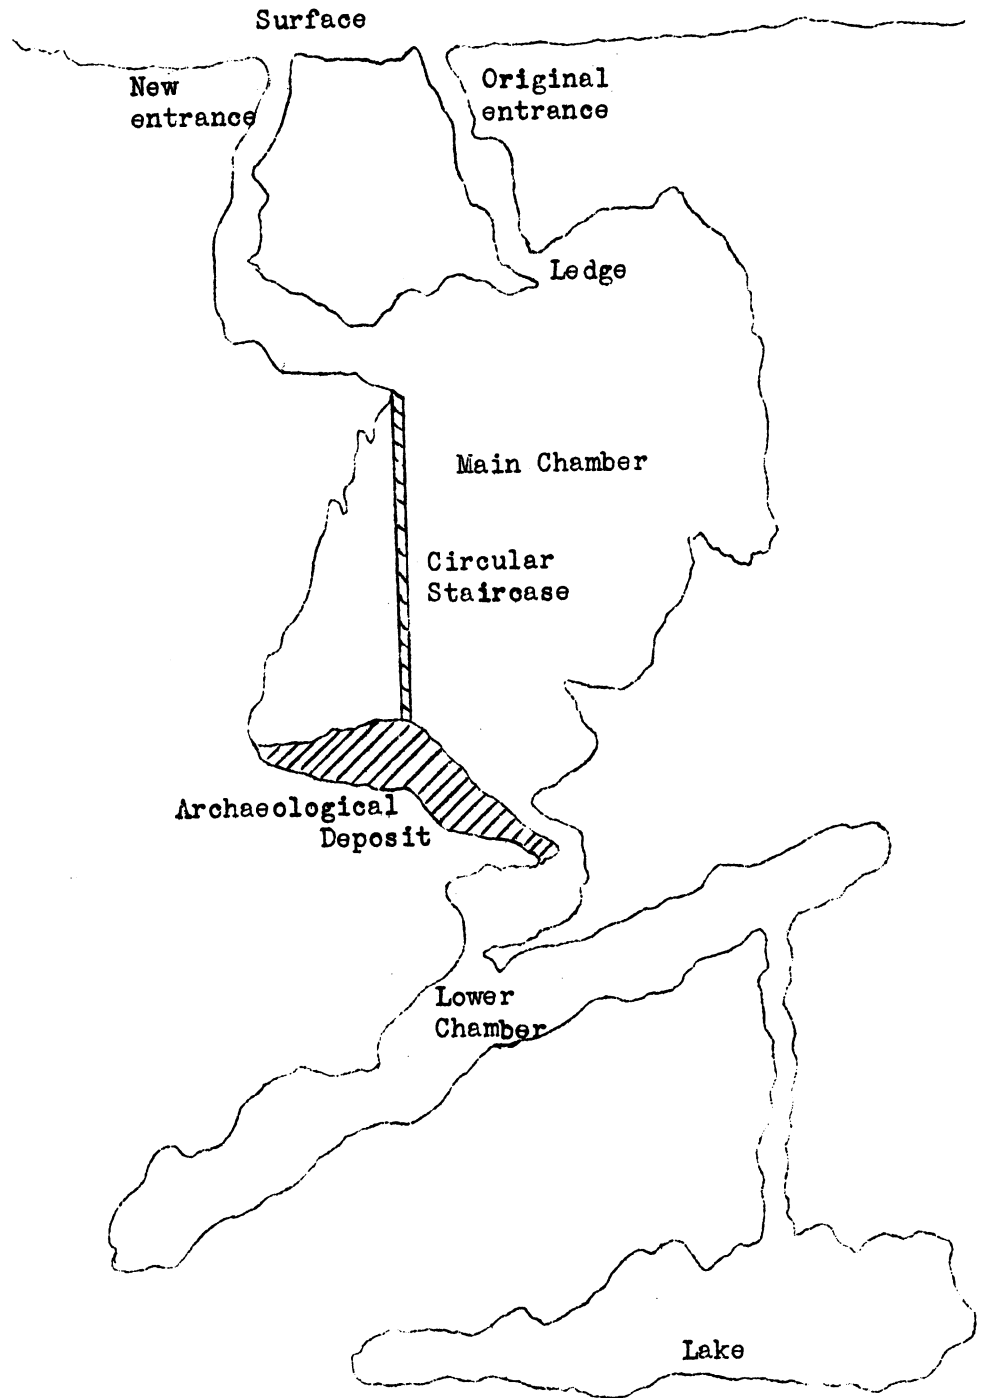 Surface
New
entrance
Original
entrance
Ledge
Main Chamber
Circular
Staircase
Archaeological
Deposit
Lower
Chamber
Lake